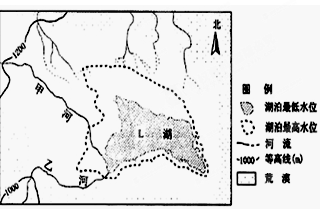 北
1200
甲
河
L 湖
乙
河
1000
图 例
湖泊最低水位
湖泊最高水位
河 流
1000 等高线(m)
荒 漠